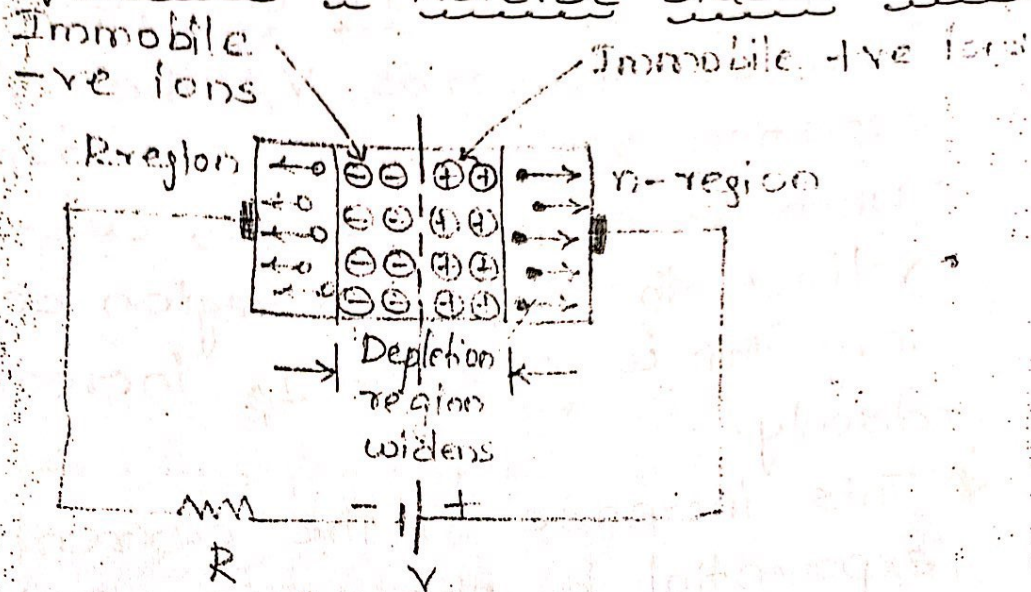 Immobile
-ve ions
Immobile +ve ions
P-region
n-region
Depletion
region
widens
- +
R
V